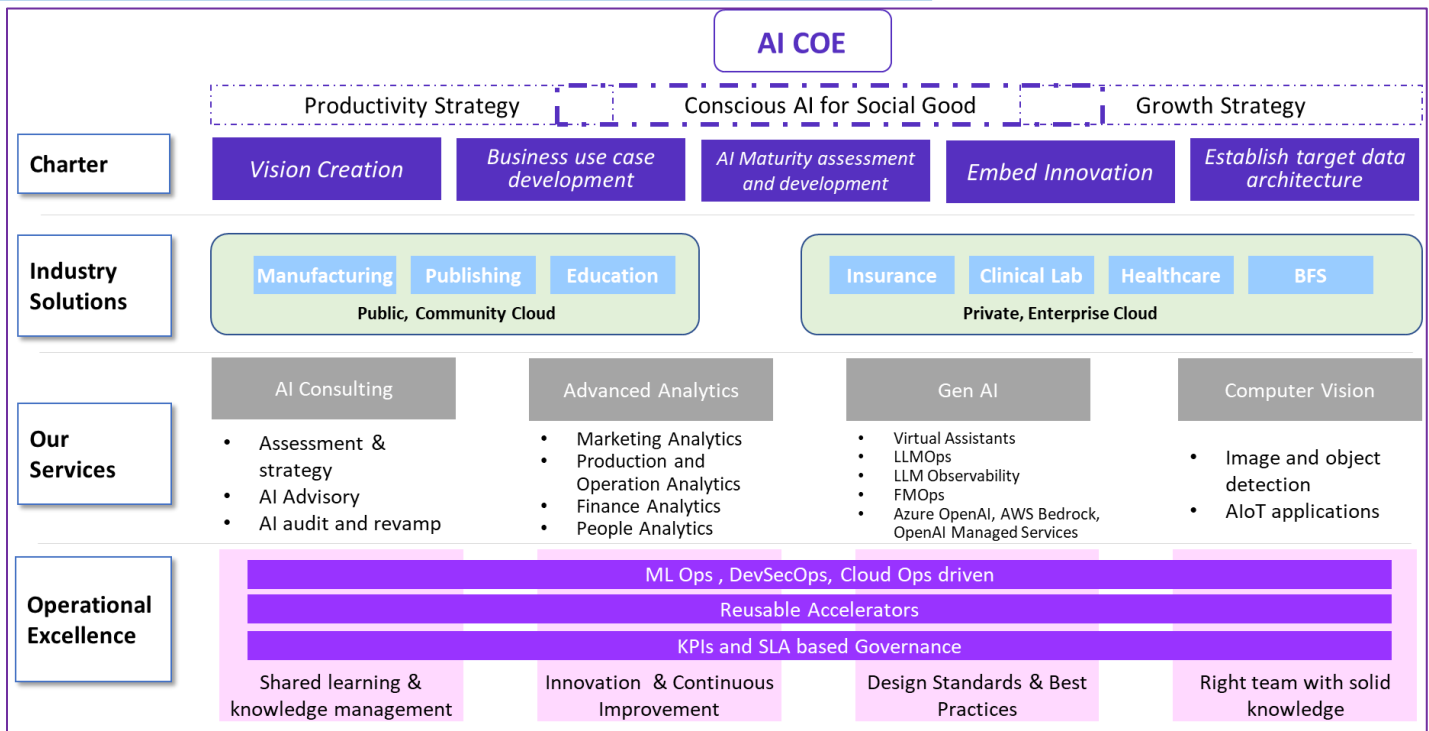 AI COE
Productivity Strategy
Conscious AI for Social Good
Growth Strategy
Charter
Vision Creation
Business use case
development
AI Maturity assessment
and development
Embed Innovation
Establish target data
architecture
Industry
Solutions
Manufacturing
Publishing
Education
Public, Community Cloud
Insurance
Clinical Lab
Healthcare
BFS
Private, Enterprise Cloud
Our
Services
AI Consulting
• Assessment &
strategy
• AI Advisory
• AI audit and revamp
Advanced Analytics
• Marketing Analytics
• Production and
Operation Analytics
• Finance Analytics
• People Analytics
Gen AI
• Virtual Assistants
• LLMOps
• LLM Observability
• FMOps
• Azure OpenAI, AWS Bedrock,
OpenAI Managed Services
Computer Vision
• Image and object
detection
• AIoT applications
Operational
Excellence
ML Ops , DevSecOps, Cloud Ops driven
Reusable Accelerators
KPIs and SLA based Governance
Shared learning &
knowledge management
Innovation & Continuous
Improvement
Design Standards & Best
Practices
Right team with solid
knowledge